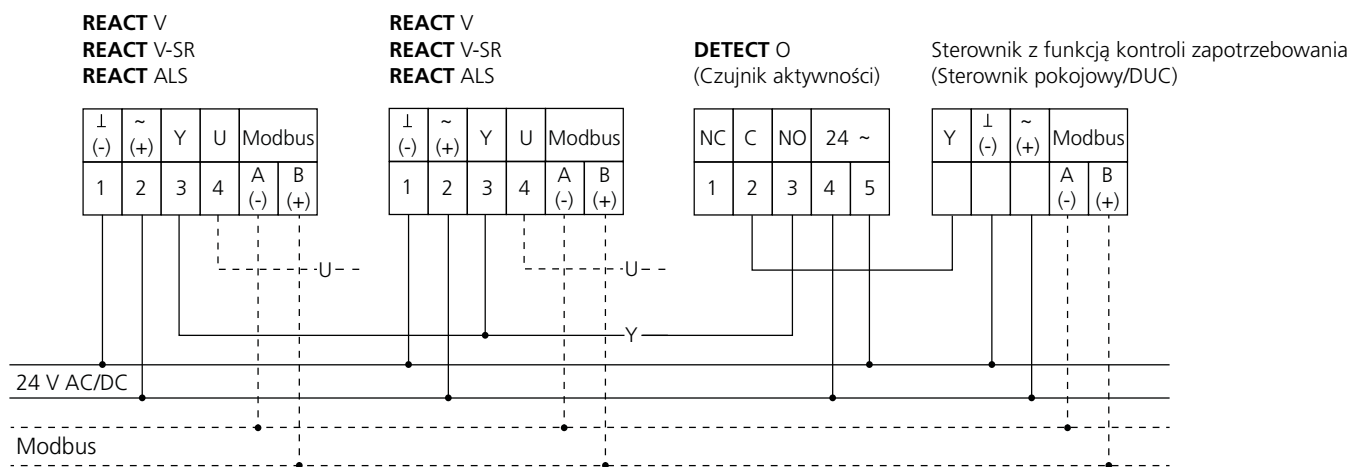 REACT V
REACT V-SR
REACT ALS
REACT V
REACT V-SR
REACT ALS
DETECT O
(Czujnik aktywności)
Sterownik z funkcją kontroli zapotrzebowania
(Sterownik pokojowy/DUC)
⊥ ~ Y U Modbus
(-) (+)
1 2 3 4 A B
(-) (+)
⊥ ~ Y U Modbus
(-) (+)
1 2 3 4 A B
(-) (+)
NC C NO 24 ~
1 2 3 4 5
Y ⊥ ~ Modbus
(-) (+)
A B
(-) (+)
U
U
Y
24 V AC/DC
Modbus